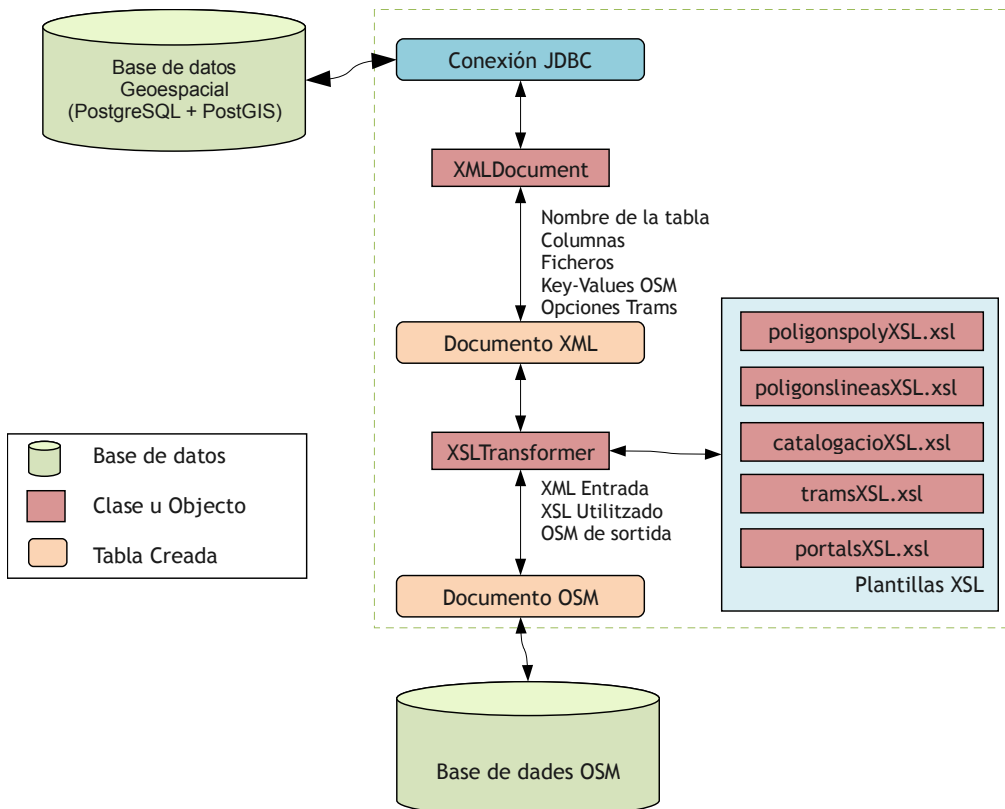 Base de datos
Geoespacial
(PostgreSQL + PostGIS)
Conexión JDBC
XMLDocument
Nombre de la tabla
Columnas
Ficheros
Key-Values OSM
Opciones Trams
Documento XML
XSLTransformer
XML Entrada
XSL Utilitzado
OSM de sortida
Documento OSM
poligonspolyXSL.xsl
poligonslineasXSL.xsl
catalogacioXSL.xsl
tramsXSL.xsl
portalsXSL.xsl
Plantillas XSL
Base de datos
Clase u Objecto
Tabla Creada
Base de dades OSM